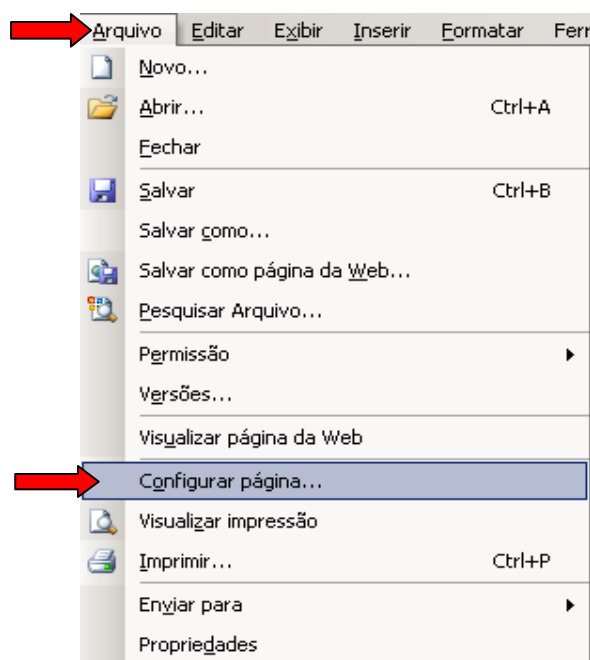 Arquivo Editar Exibir Inserir Formatar Ferr
Novo...
Abrir... Ctrl+A
Fechar
Salvar Ctrl+B
Salvar como...
Salvar como página da Web...
Pesquisar Arquivo...
Permissão
Versões...
Visualizar página da Web
Configurar página...
Visualizar impressão
Imprimir... Ctrl+P
Enviar para
Propriedades